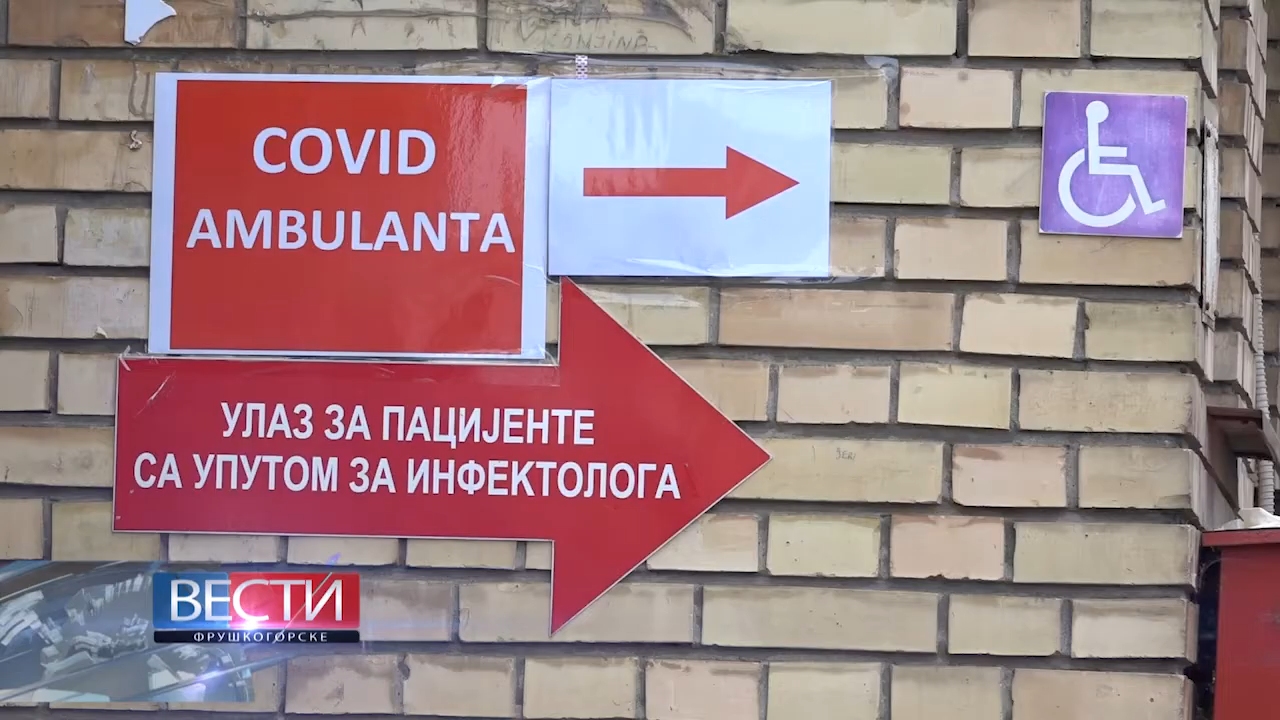 COVID
AMBULANTA
УЛАЗ ЗА ПАЦИЈЕНТЕ
СА УПУТОМ ЗА ИНФЕКТОЛОГА
ВЕСТИ
ФРУШКОГОРСКЕ